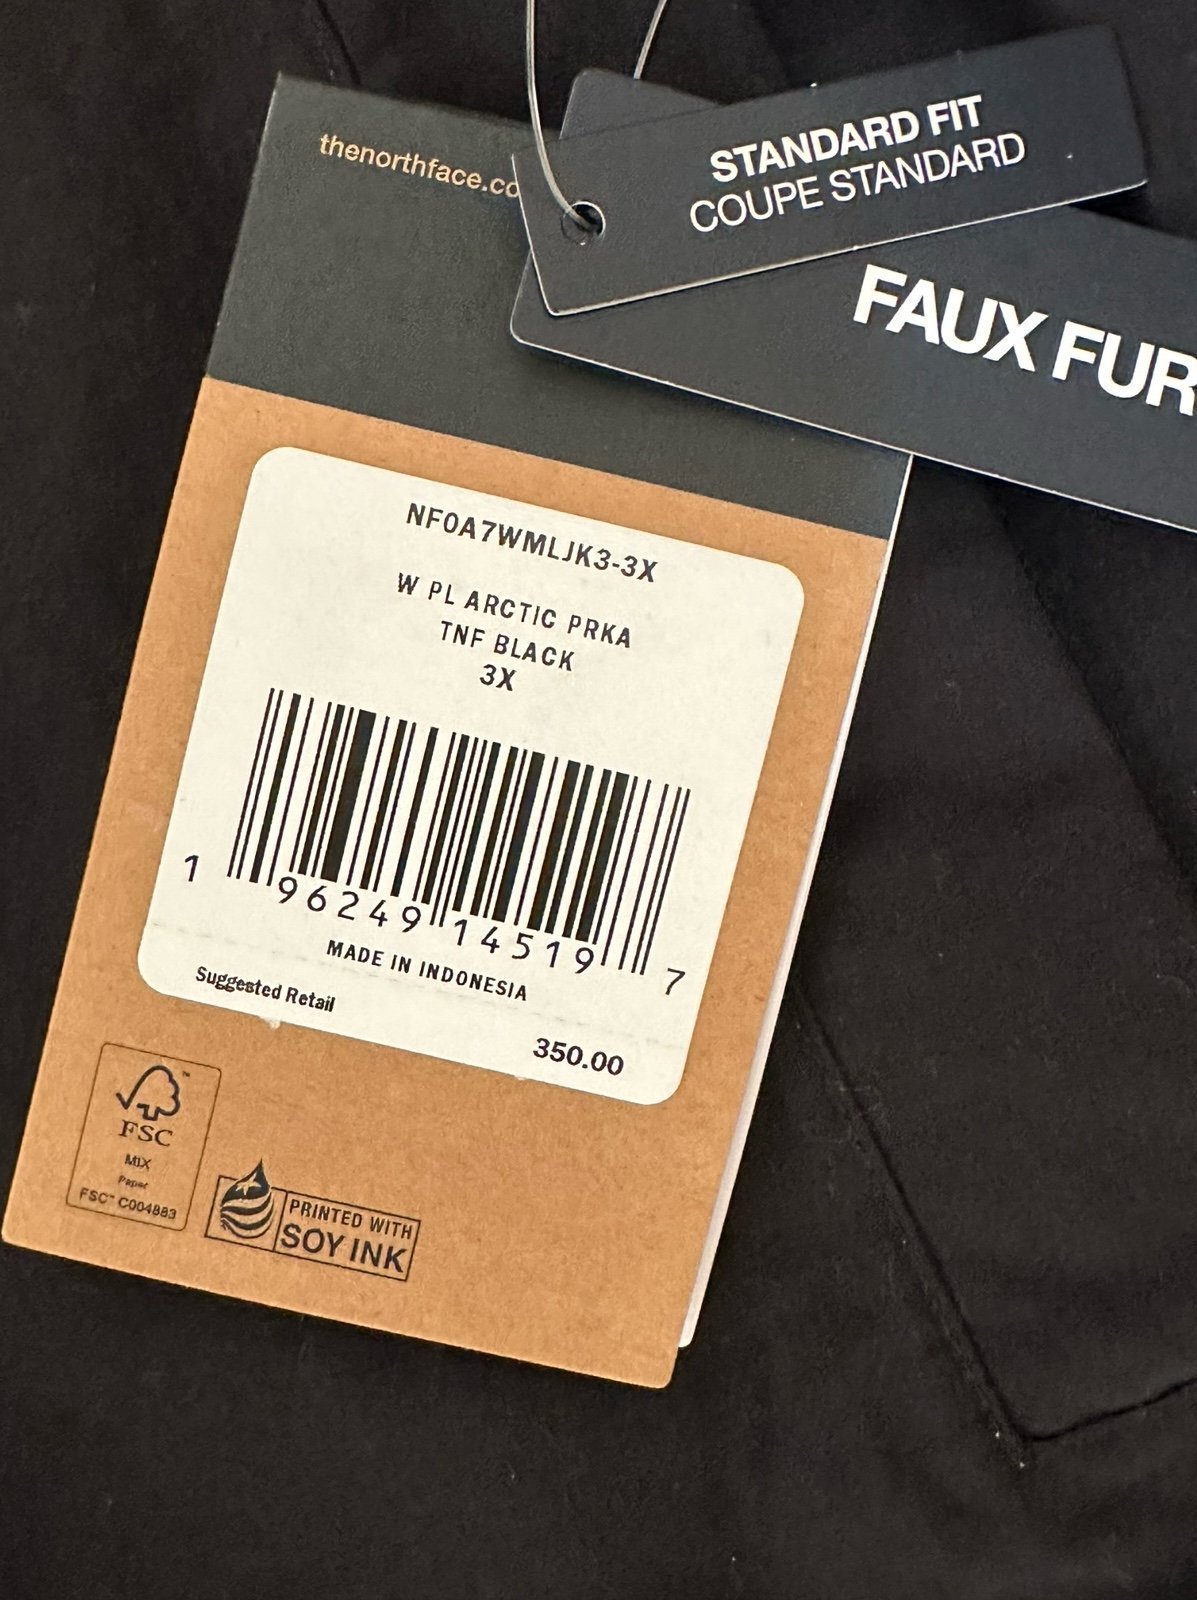 thenorthface.co
STANDARD FIT
COUPE STANDARD
FAUX FUR
NF0A7WMLJK3-3X
W PL ARCTIC PRKA
TNF BLACK
3X
1 96249 14519 7
MADE IN INDONESIA
Suggested Retail
350.00
FSC
MIX
Paper
FSC™ C004883
PRINTED WITH
SOY INK